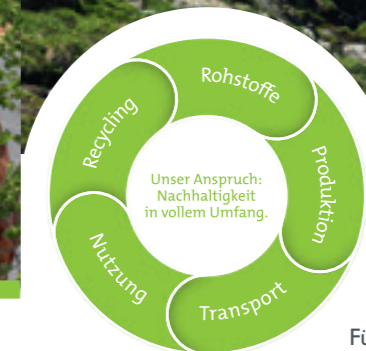 Rohstoffe
Produktion
Transport
Nutzung
Recycling
Unser Anspruch:
Nachhaltigkeit
in vollem Umfang.